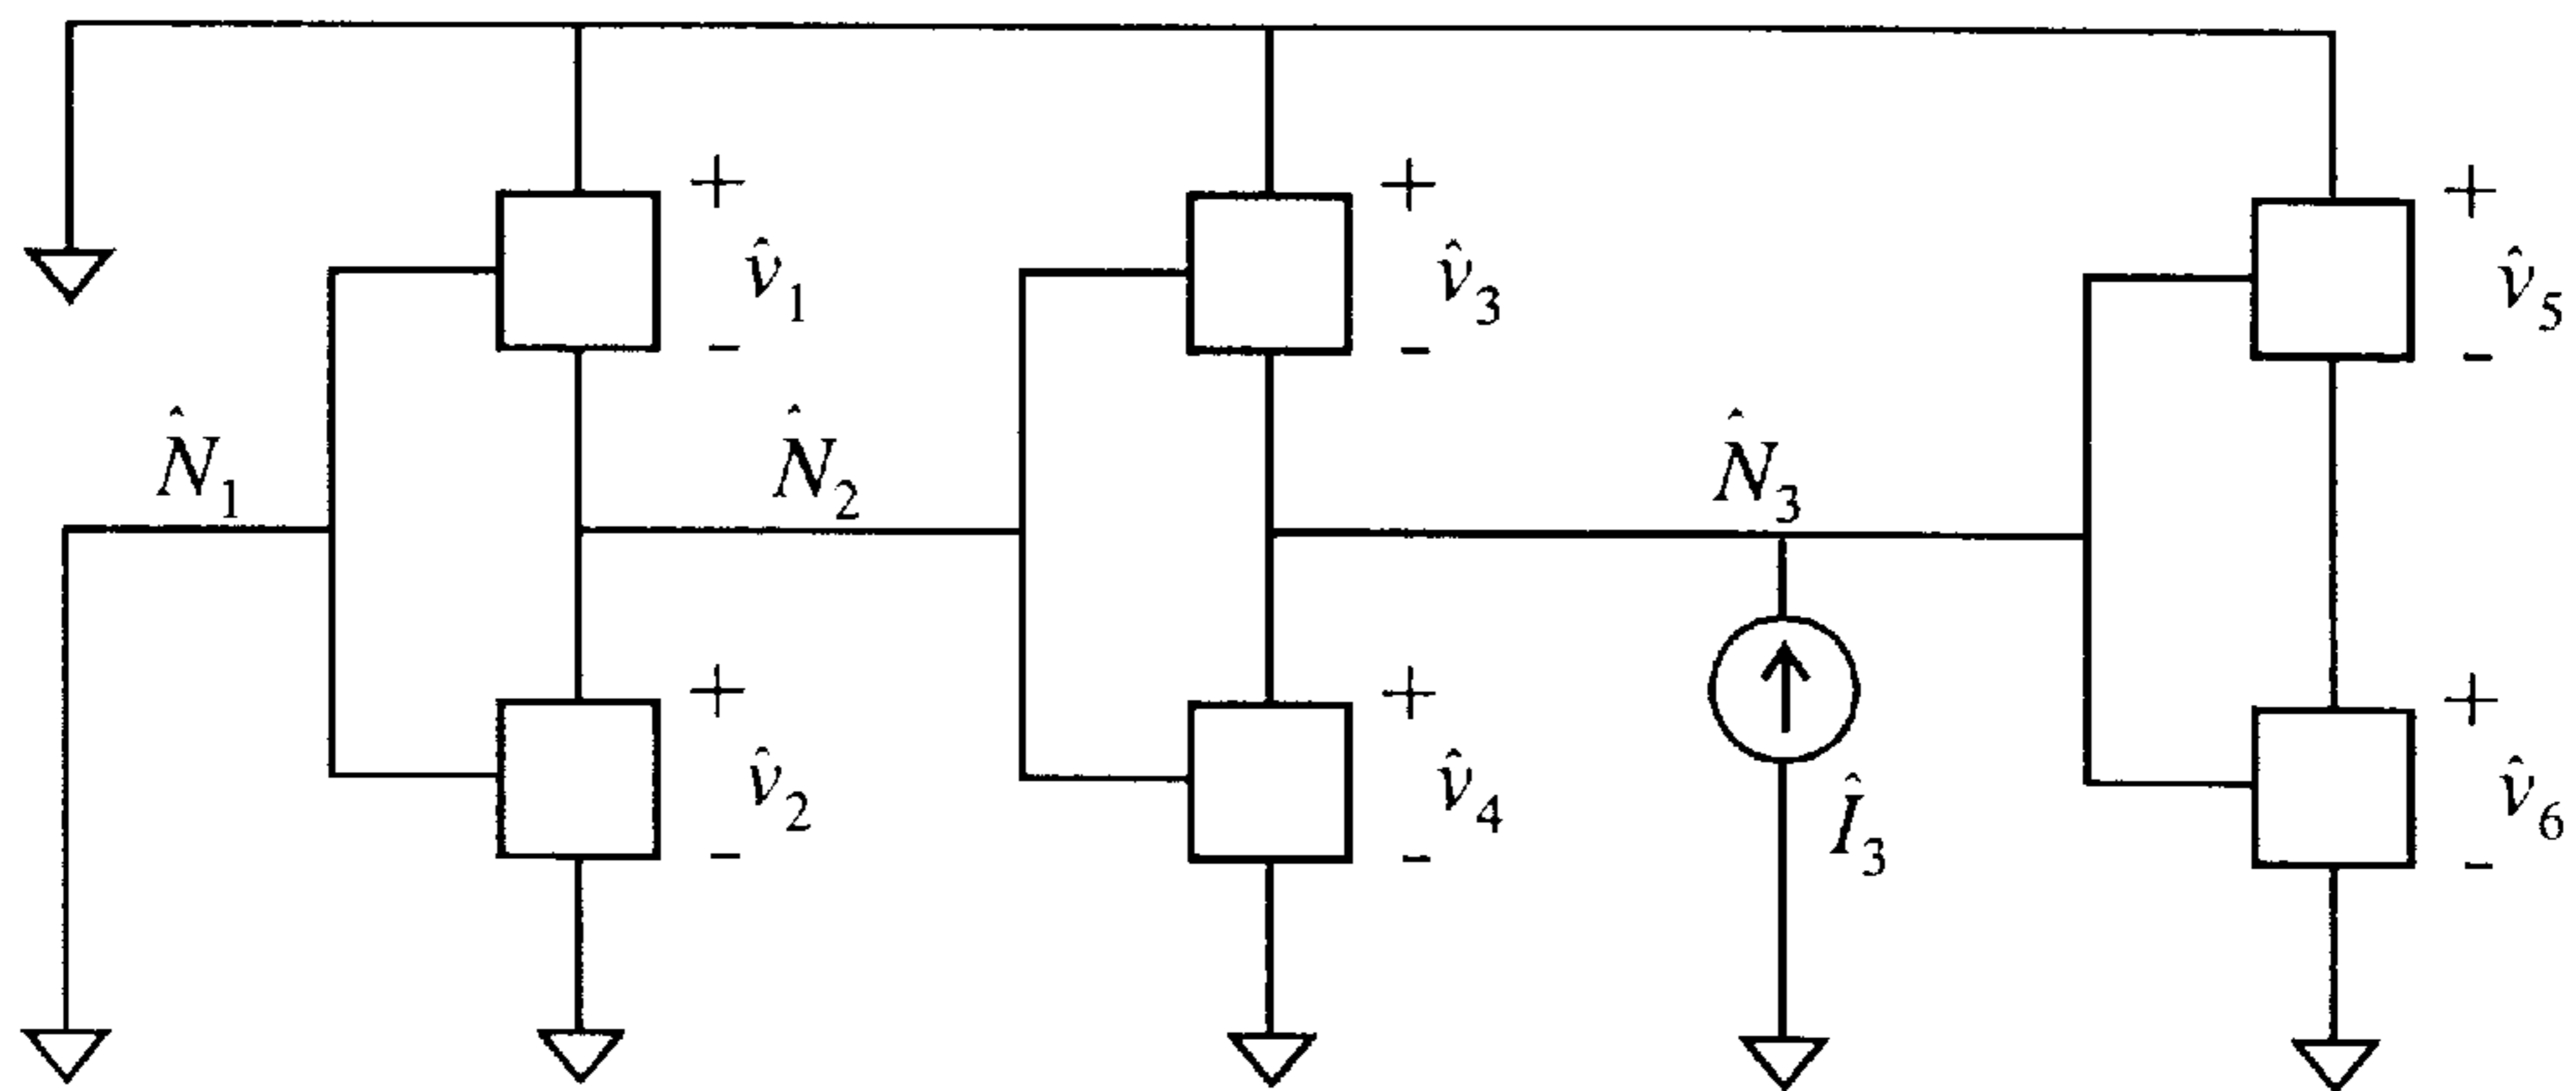 +
v̂₁
-
+
v̂₃
-
+
v̂₅
-
N̂₁
N̂₂
N̂₃
+
v̂₂
-
+
v̂₄
-
Î₃
+
v̂₆
-